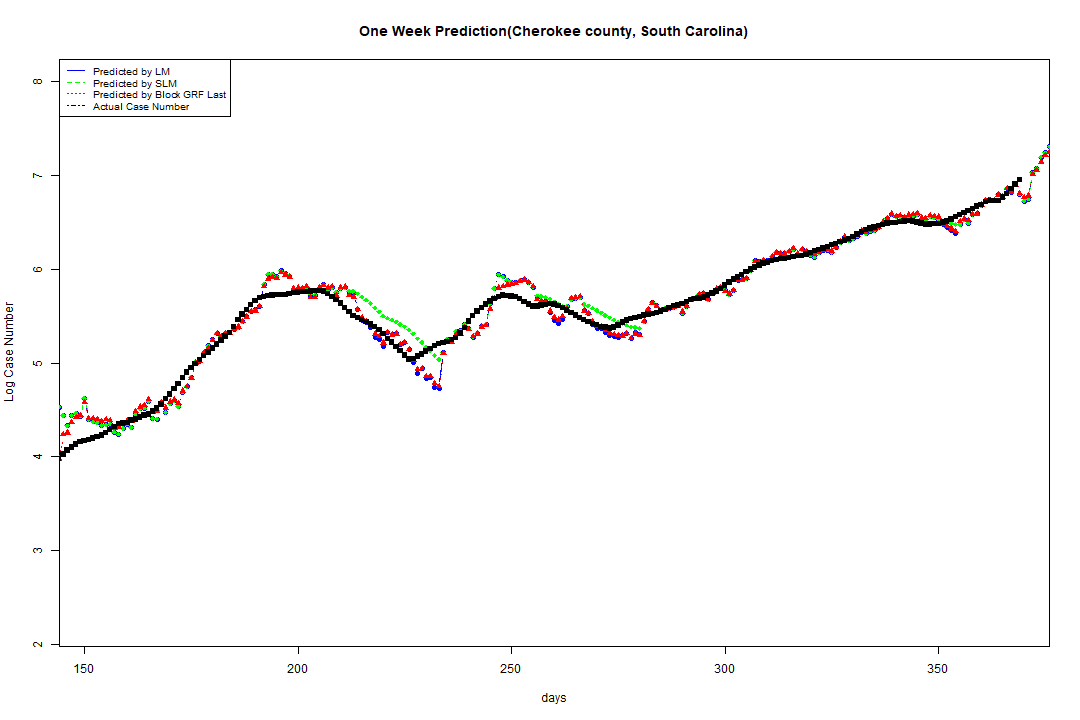 One Week Prediction(Cherokee county, South Carolina)
Predicted by LM
Predicted by SLM
Predicted by Block GRF Last
Actual Case Number
8
7
6
5
4
3
2
Log Case Number
150 200 250 300 350
days